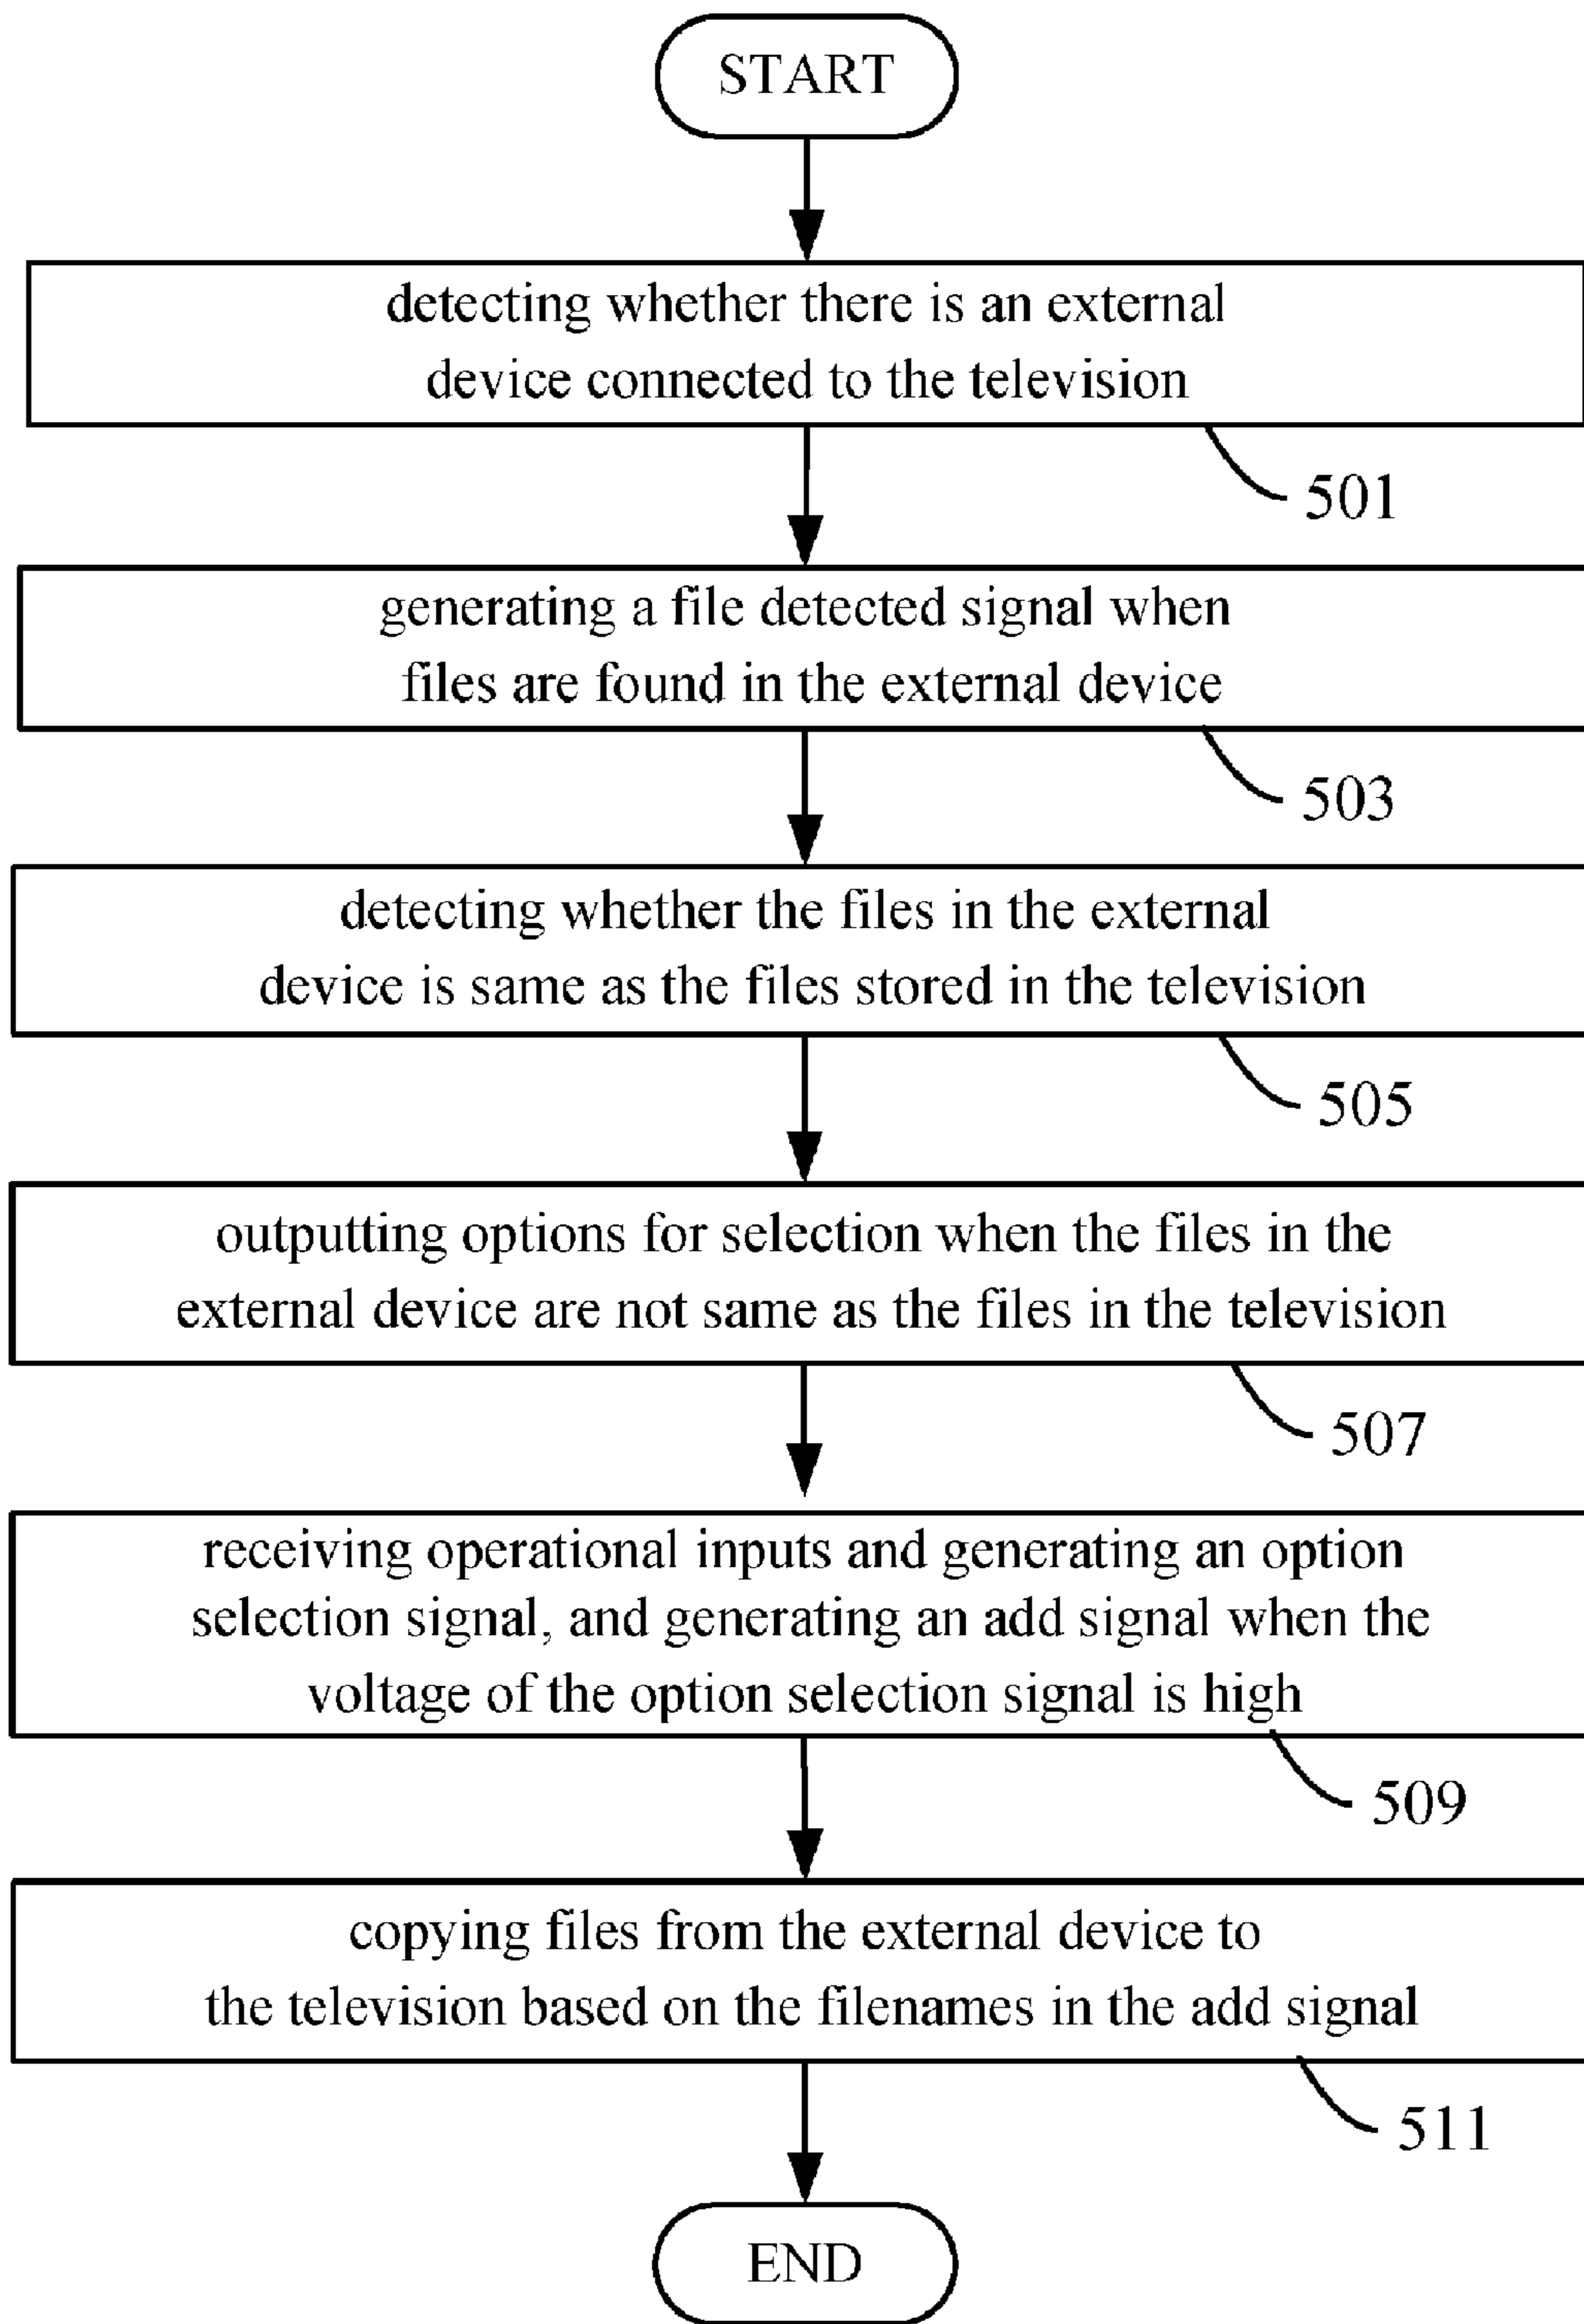 START
detecting whether there is an external
device connected to the television
501
generating a file detected signal when
files are found in the external device
503
detecting whether the files in the external
device is same as the files stored in the television
505
outputting options for selection when the files in the
external device are not same as the files in the television
507
receiving operational inputs and generating an option
selection signal, and generating an add signal when the
voltage of the option selection signal is high
509
copying files from the external device to
the television based on the filenames in the add signal
511
END